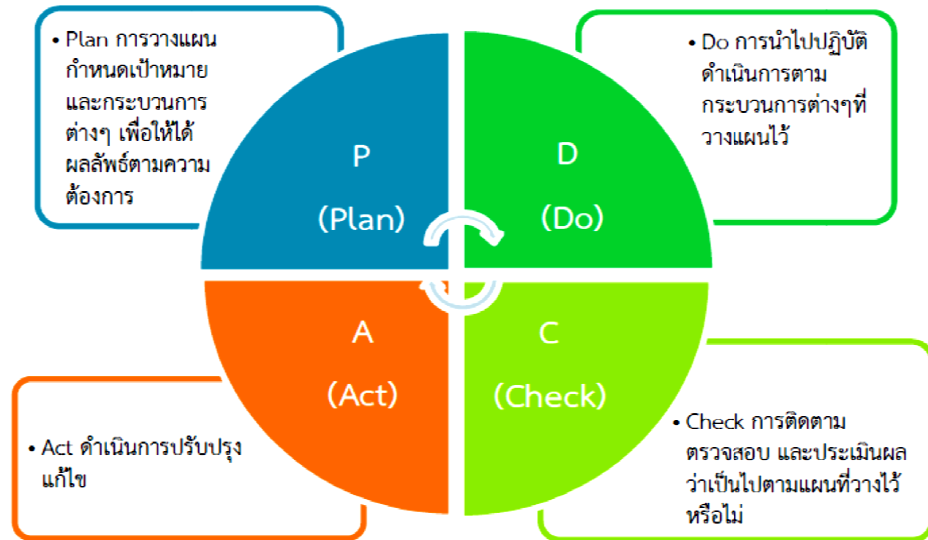 • Plan การวางแผน
กำหนดเป้าหมาย
และกระบวนการ
ต่างๆ เพื่อให้ได้
ผลลัพธ์ตามความ
ต้องการ
P
(Plan)
D
(Do)
• Do การนำไปปฏิบัติ
ดำเนินการตาม
กระบวนการต่างๆที่
วางแผนไว้
A
(Act)
C
(Check)
• Act ดำเนินการปรับปรุง
แก้ไข
• Check การติดตาม
ตรวจสอบ และประเมินผล
ว่าเป็นไปตามแผนที่วางไว้
หรือไม่